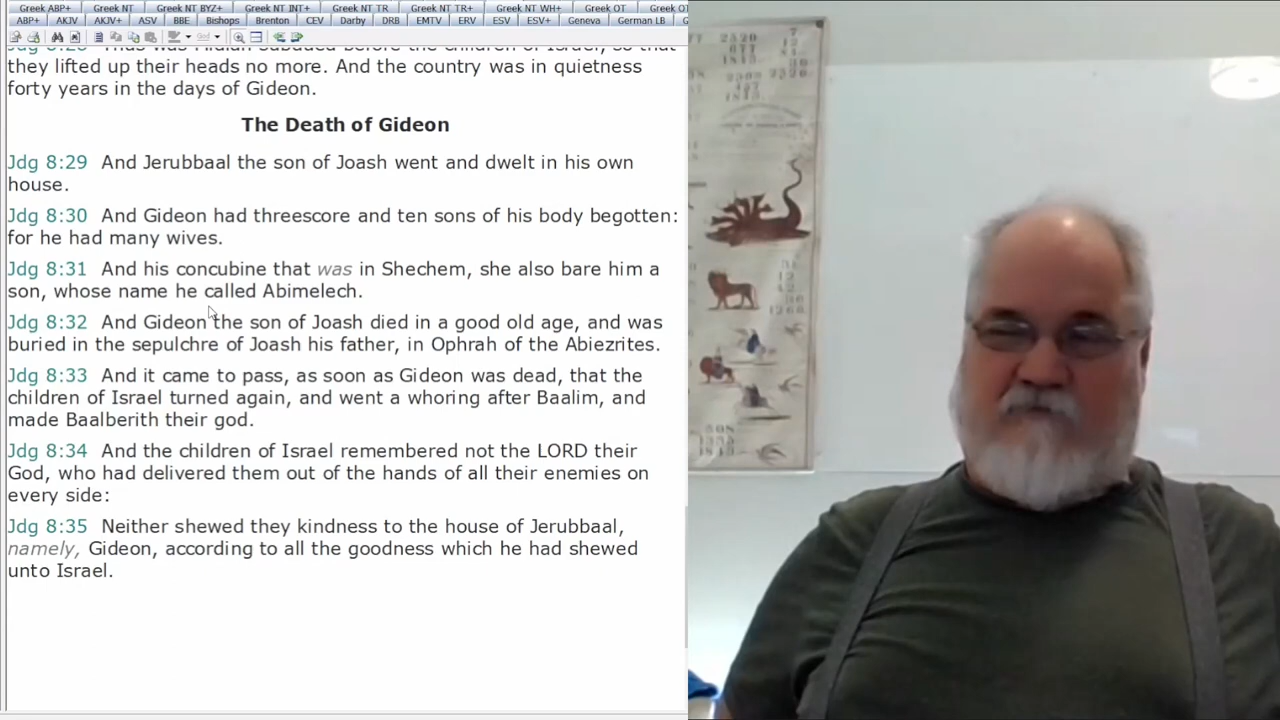 Greek ABP+ Greek NT Greek NT BYZ+ Greek NT INT+ Greek NT TR Greek NT TR+ Greek NT WH+ Greek OT Greek
ABP+ AKJV AKJV+ ASV BBE Bishops Brenton CEV Darby DRB EMTV ERV ESV ESV+ Geneva German LB
they lifted up their heads no more. And the country was in quietness
forty years in the days of Gideon.
The Death of Gideon
Jdg 8:29 And Jerubbaal the son of Joash went and dwelt in his own
house.
Jdg 8:30 And Gideon had threescore and ten sons of his body begotten:
for he had many wives.
Jdg 8:31 And his concubine that was in Shechem, she also bare him a
son, whose name he called Abimelech.
Jdg 8:32 And Gideon the son of Joash died in a good old age, and was
buried in the sepulchre of Joash his father, in Ophrah of the Abiezrites.
Jdg 8:33 And it came to pass, as soon as Gideon was dead, that the
children of Israel turned again, and went a whoring after Baalim, and
made Baalberith their god.
Jdg 8:34 And the children of Israel remembered not the LORD their
God, who had delivered them out of the hands of all their enemies on
every side:
Jdg 8:35 Neither shewed they kindness to the house of Jerubbaal,
namely, Gideon, according to all the goodness which he had shewed
unto Israel.
2520
677